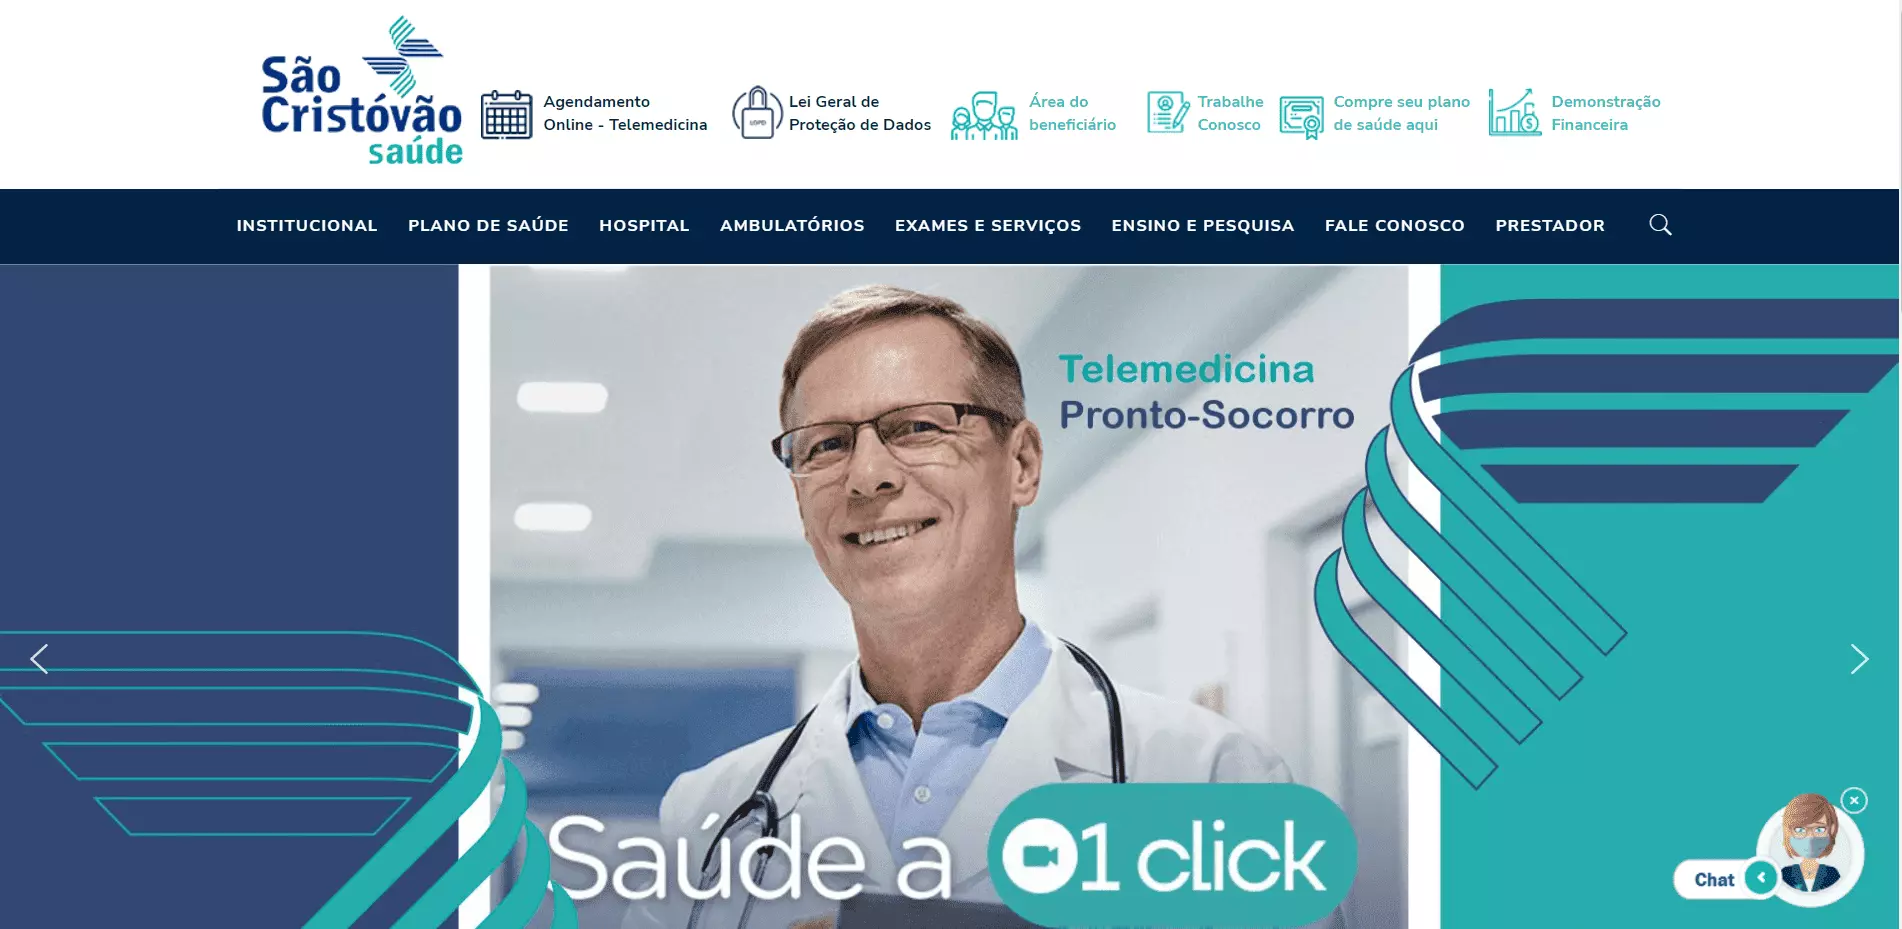 São
Cristóvão
saúde
Agendamento
Online - Telemedicina
LGPD
Lei Geral de
Proteção de Dados
Área do
beneficiário
Trabalhe
Conosco
Compre seu plano
de saúde aqui
Demonstração
Financeira
INSTITUCIONAL
PLANO DE SAÚDE
HOSPITAL
AMBULATÓRIOS
EXAMES E SERVIÇOS
ENSINO E PESQUISA
FALE CONOSCO
PRESTADOR
Telemedicina
Pronto-Socorro
Saúde a 1 click
Chat